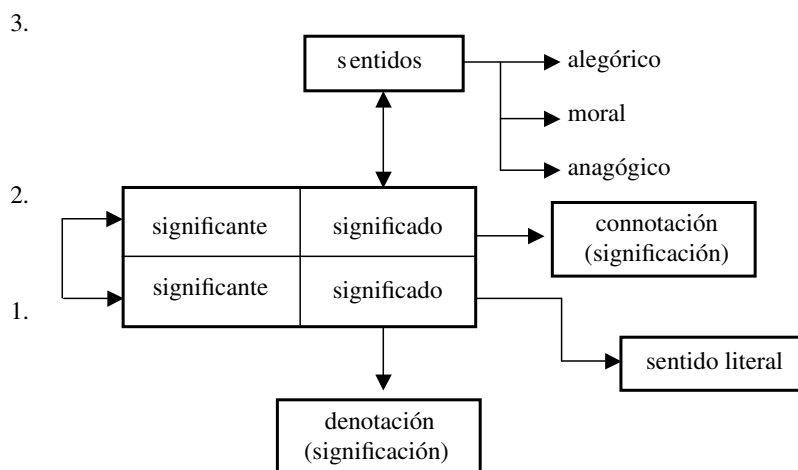 3.
sentidos
alegórico
moral
anagógico
2.
significante
significado
connotación
(significación)
significante
significado
1.
sentido literal
denotación
(significación)